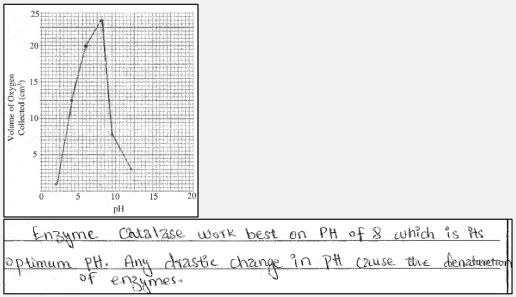 25
20
15
10
5
0 5 10 15 20
Volume of Oxygen
Collected (cm³)
pH
Enzyme Catalase work best on PH of 8 which is its
optimum PH. Any drastic change in PH cause the denaturation
of enzymes.